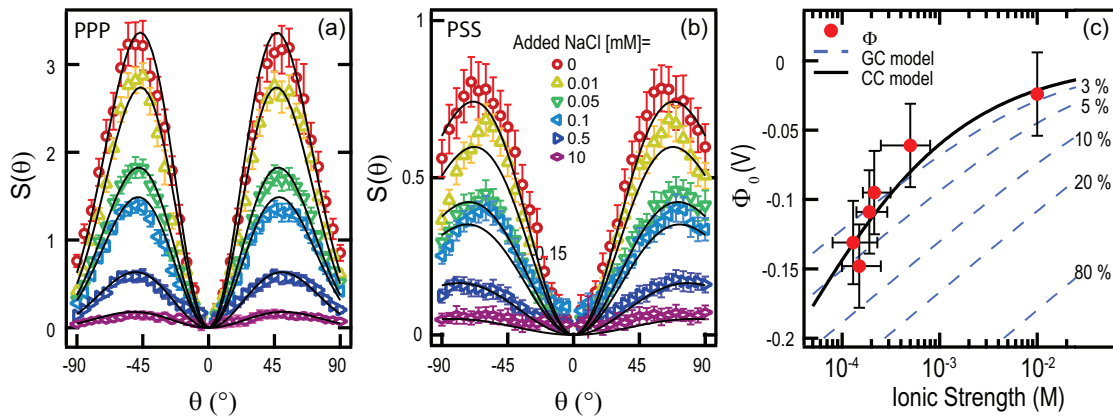 PPP
(a)
S(θ)
3
2
1
0
-90
-45
0
45
90
θ (°)
PSS
(b)
S(θ)
1
0.5
0
Added NaCl [mM]=
0
0.01
0.05
0.1
0.5
10
0.15
-90
-45
0
45
90
θ (°)
(c)
Φ
GC model
CC model
Φ₀ (V)
0
-0.05
-0.1
-0.15
-0.2
3 %
5 %
10 %
20 %
80 %
10⁻⁴
10⁻³
10⁻²
Ionic Strength (M)